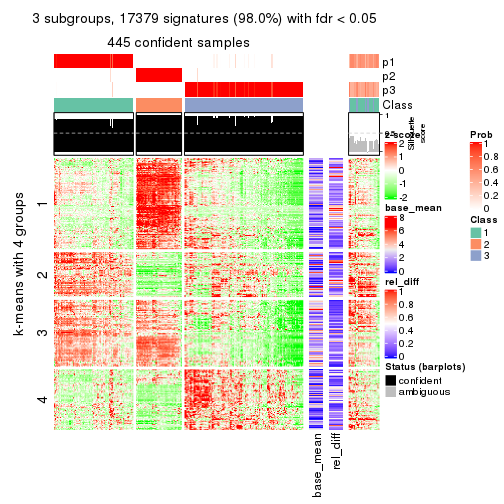 3 subgroups, 17379 signatures (98.0%) with fdr < 0.05
445 confident samples
p1
p2
p3
Class
1
0.5
Silhouette
score
z-score
2
1
0
-1
-2
Prob
1
0.8
0.6
0.4
0.2
0
base_mean
8
6
4
2
0
Class
1
2
3
rel_diff
1
0.8
0.6
0.4
0.2
0
Status (barplots)
confident
ambiguous
k-means with 4 groups
1
2
3
4
base_mean
rel_diff